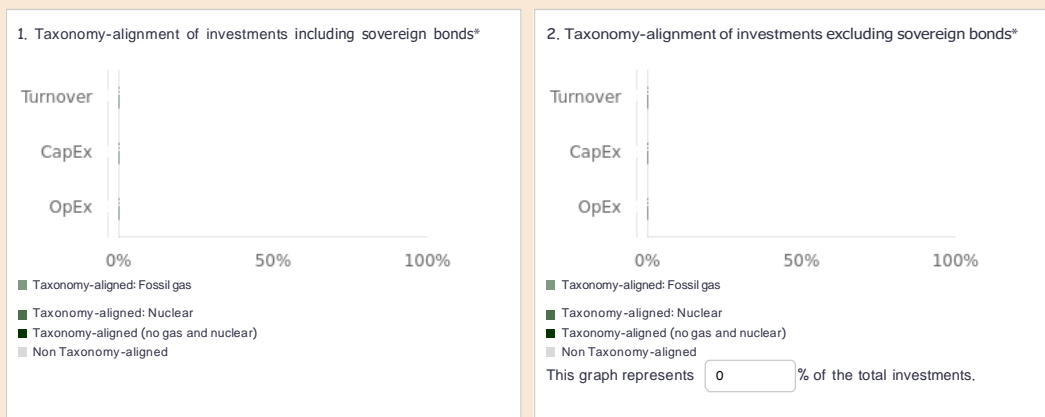 1. Taxonomy-alignment of investments including sovereign bonds*
Turnover
CapEx
OpEx
0% 50% 100%
Taxonomy-aligned: Fossil gas
Taxonomy-aligned: Nuclear
Taxonomy-aligned (no gas and nuclear)
Non Taxonomy-aligned
2. Taxonomy-alignment of investments excluding sovereign bonds*
Turnover
CapEx
OpEx
0% 50% 100%
Taxonomy-aligned: Fossil gas
Taxonomy-aligned: Nuclear
Taxonomy-aligned (no gas and nuclear)
Non Taxonomy-aligned
This graph represents 0 % of the total investments.